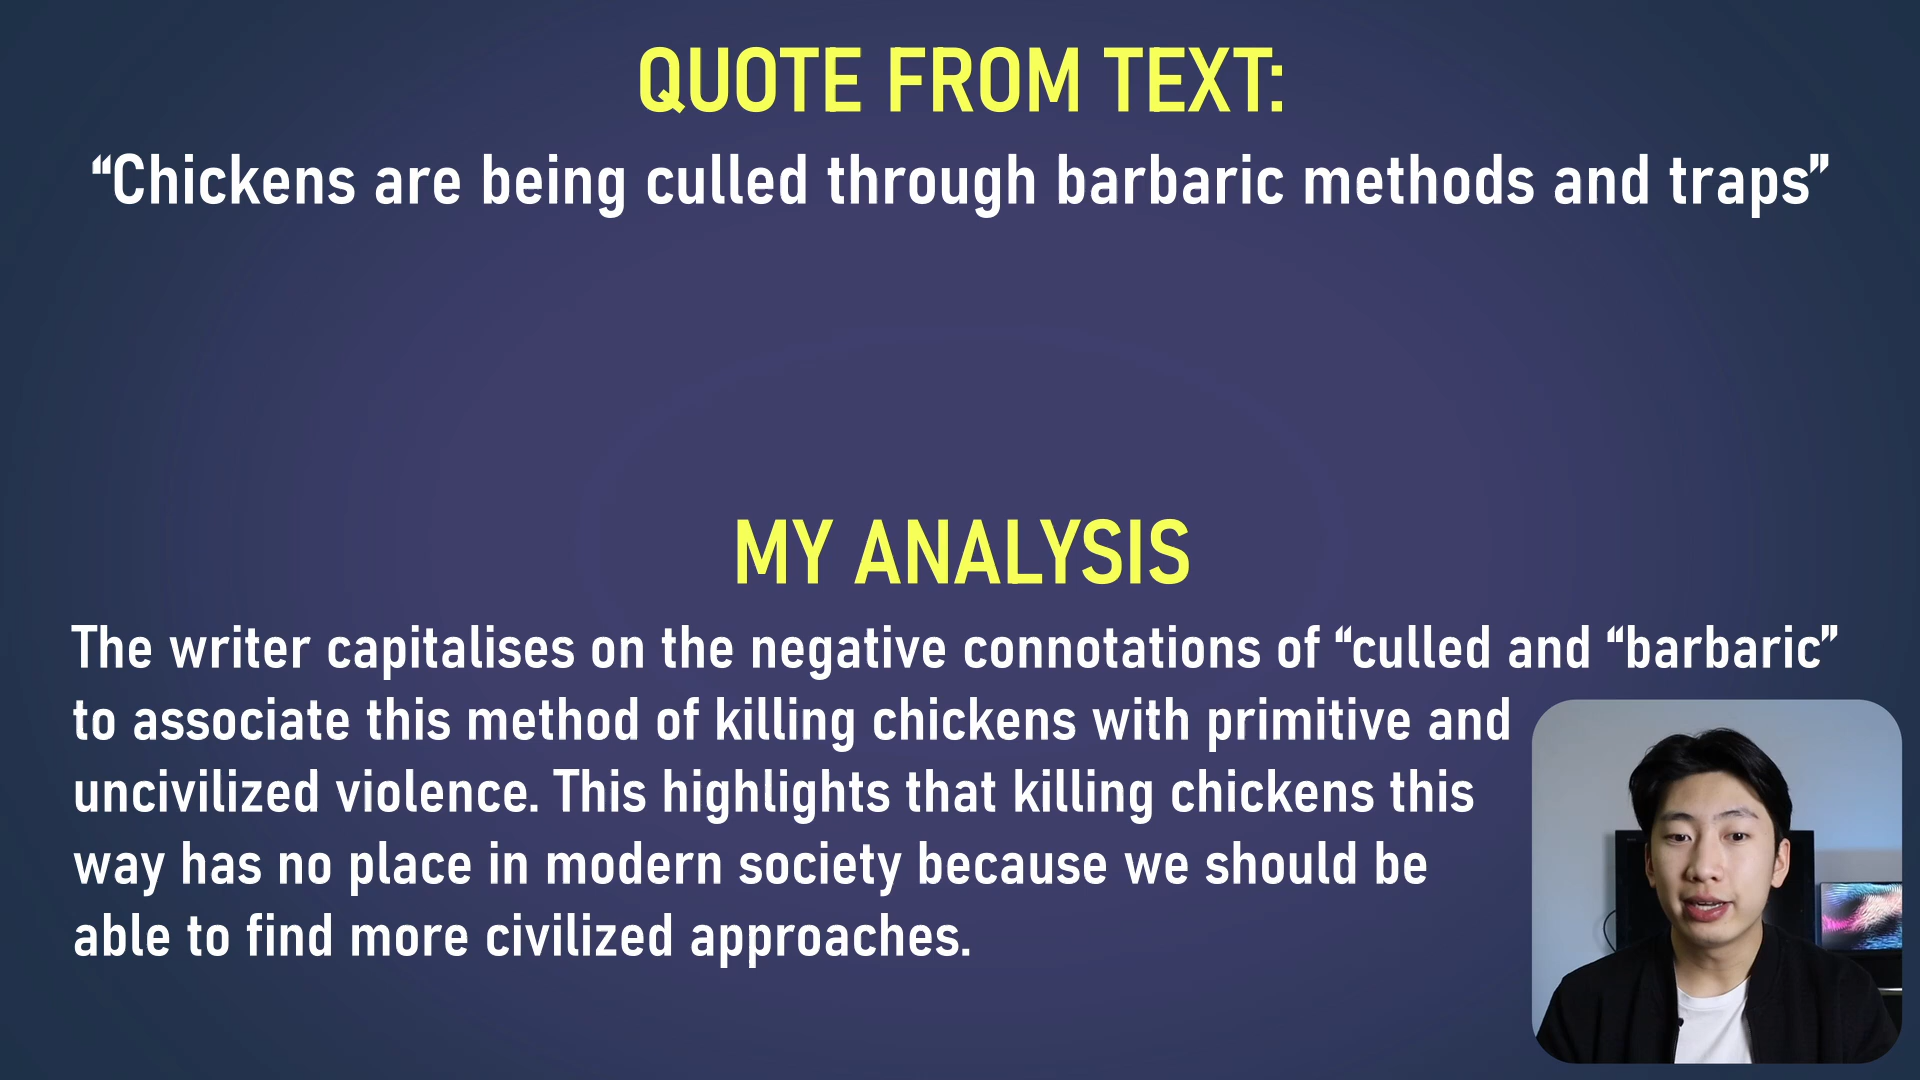 QUOTE FROM TEXT:
“Chickens are being culled through barbaric methods and traps”
MY ANALYSIS
The writer capitalises on the negative connotations of “culled and “barbaric”
to associate this method of killing chickens with primitive and
uncivilized violence. This highlights that killing chickens this
way has no place in modern society because we should be
able to find more civilized approaches.